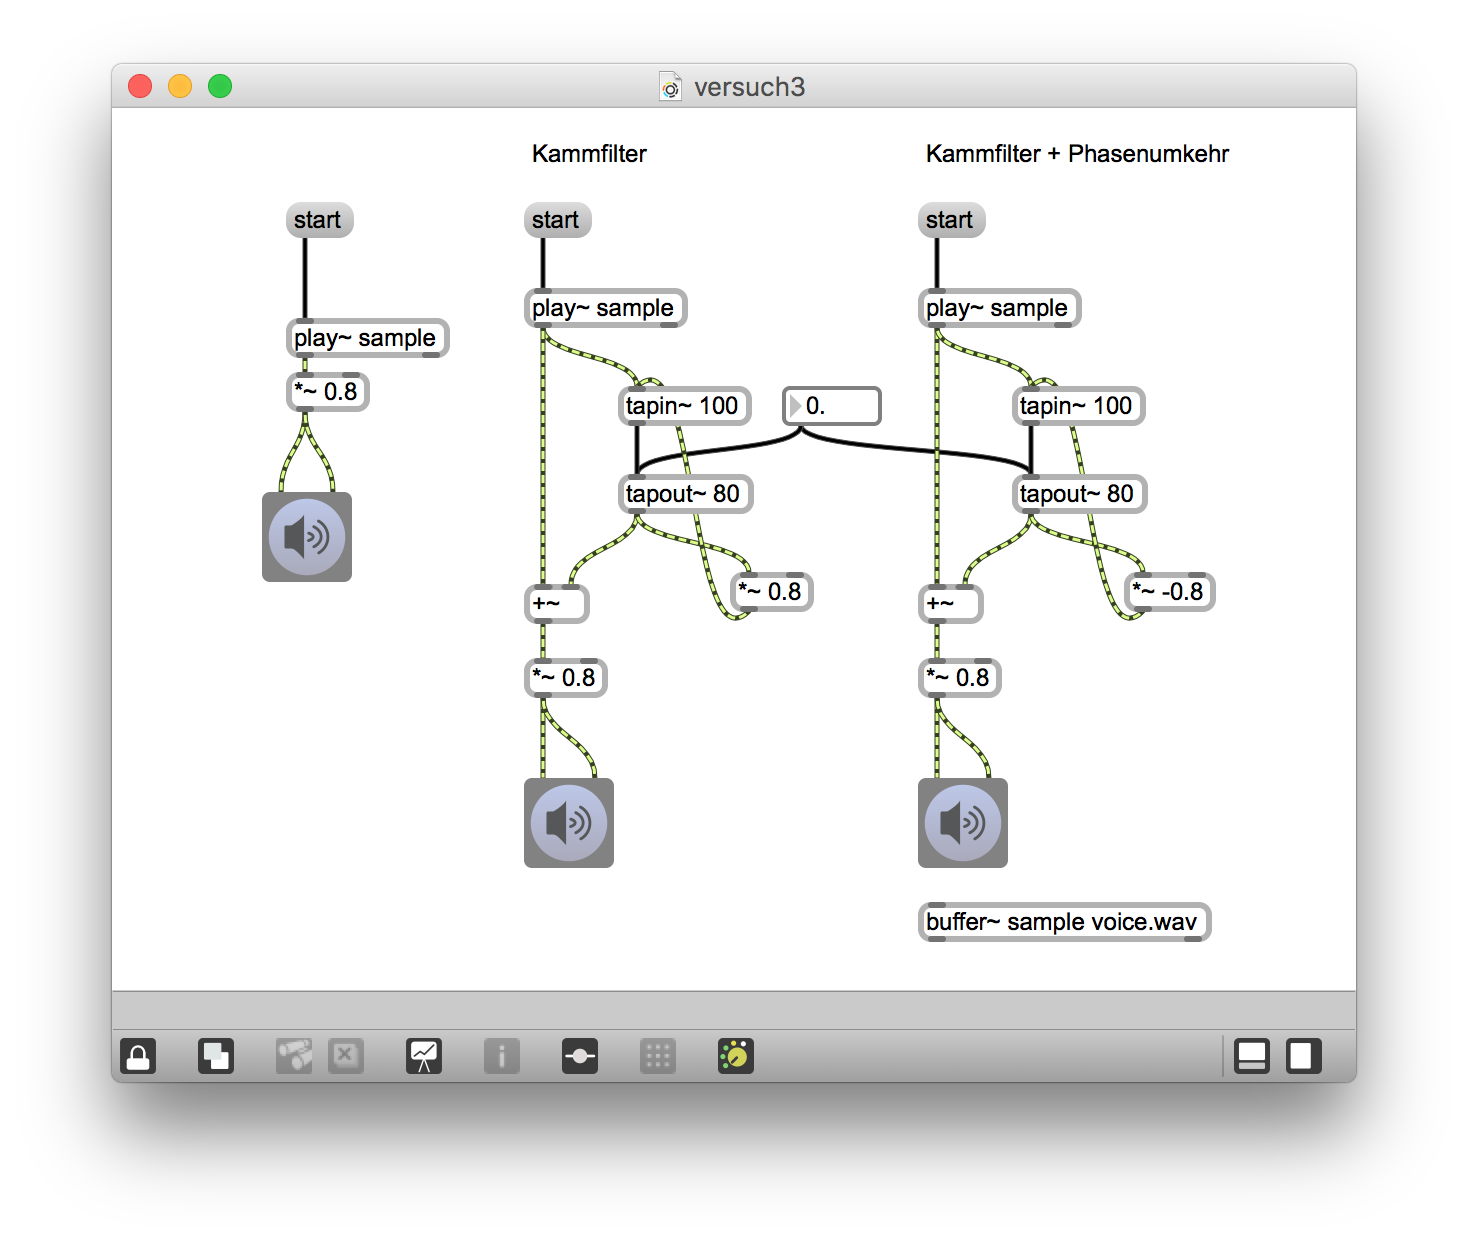 versuch3
Kammfilter
Kammfilter + Phasenumkehr
start
start
start
play~ sample
play~ sample
play~ sample
*~ 0.8
tapin~ 100
0.
tapin~ 100
tapout~ 80
tapout~ 80
*~ 0.8
*~ -0.8
+~
+~
*~ 0.8
*~ 0.8
buffer~ sample voice.wav